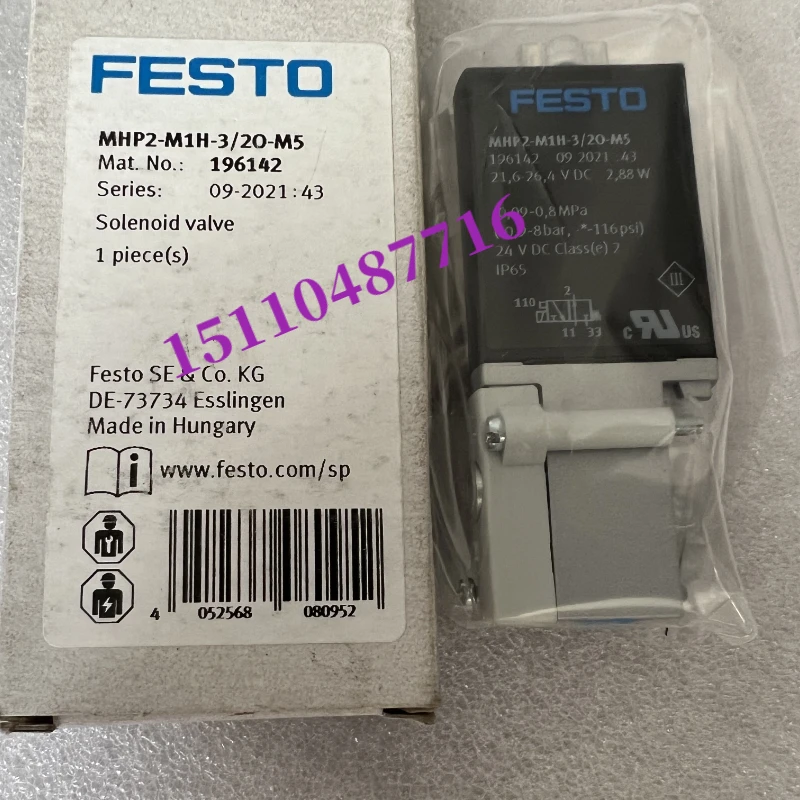 FESTO
MHP2-M1H-3/2O-M5
Mat. No.: 196142
Series: 09-2021:43
Solenoid valve
1 piece(s)
Festo SE & Co. KG
DE-73734 Esslingen
Made in Hungary
i www.festo.com/sp
4 052568 080952
15110487716
FESTO
MHP2-M1H-3/2O-M5
196142 09 2021 :43
21,6-26,4 V DC 2,88 W
-0,8MPa
8bar, -*-116psi)
24 V DC Class(e) 2
IP65
III
2
110
11 33
C RU US